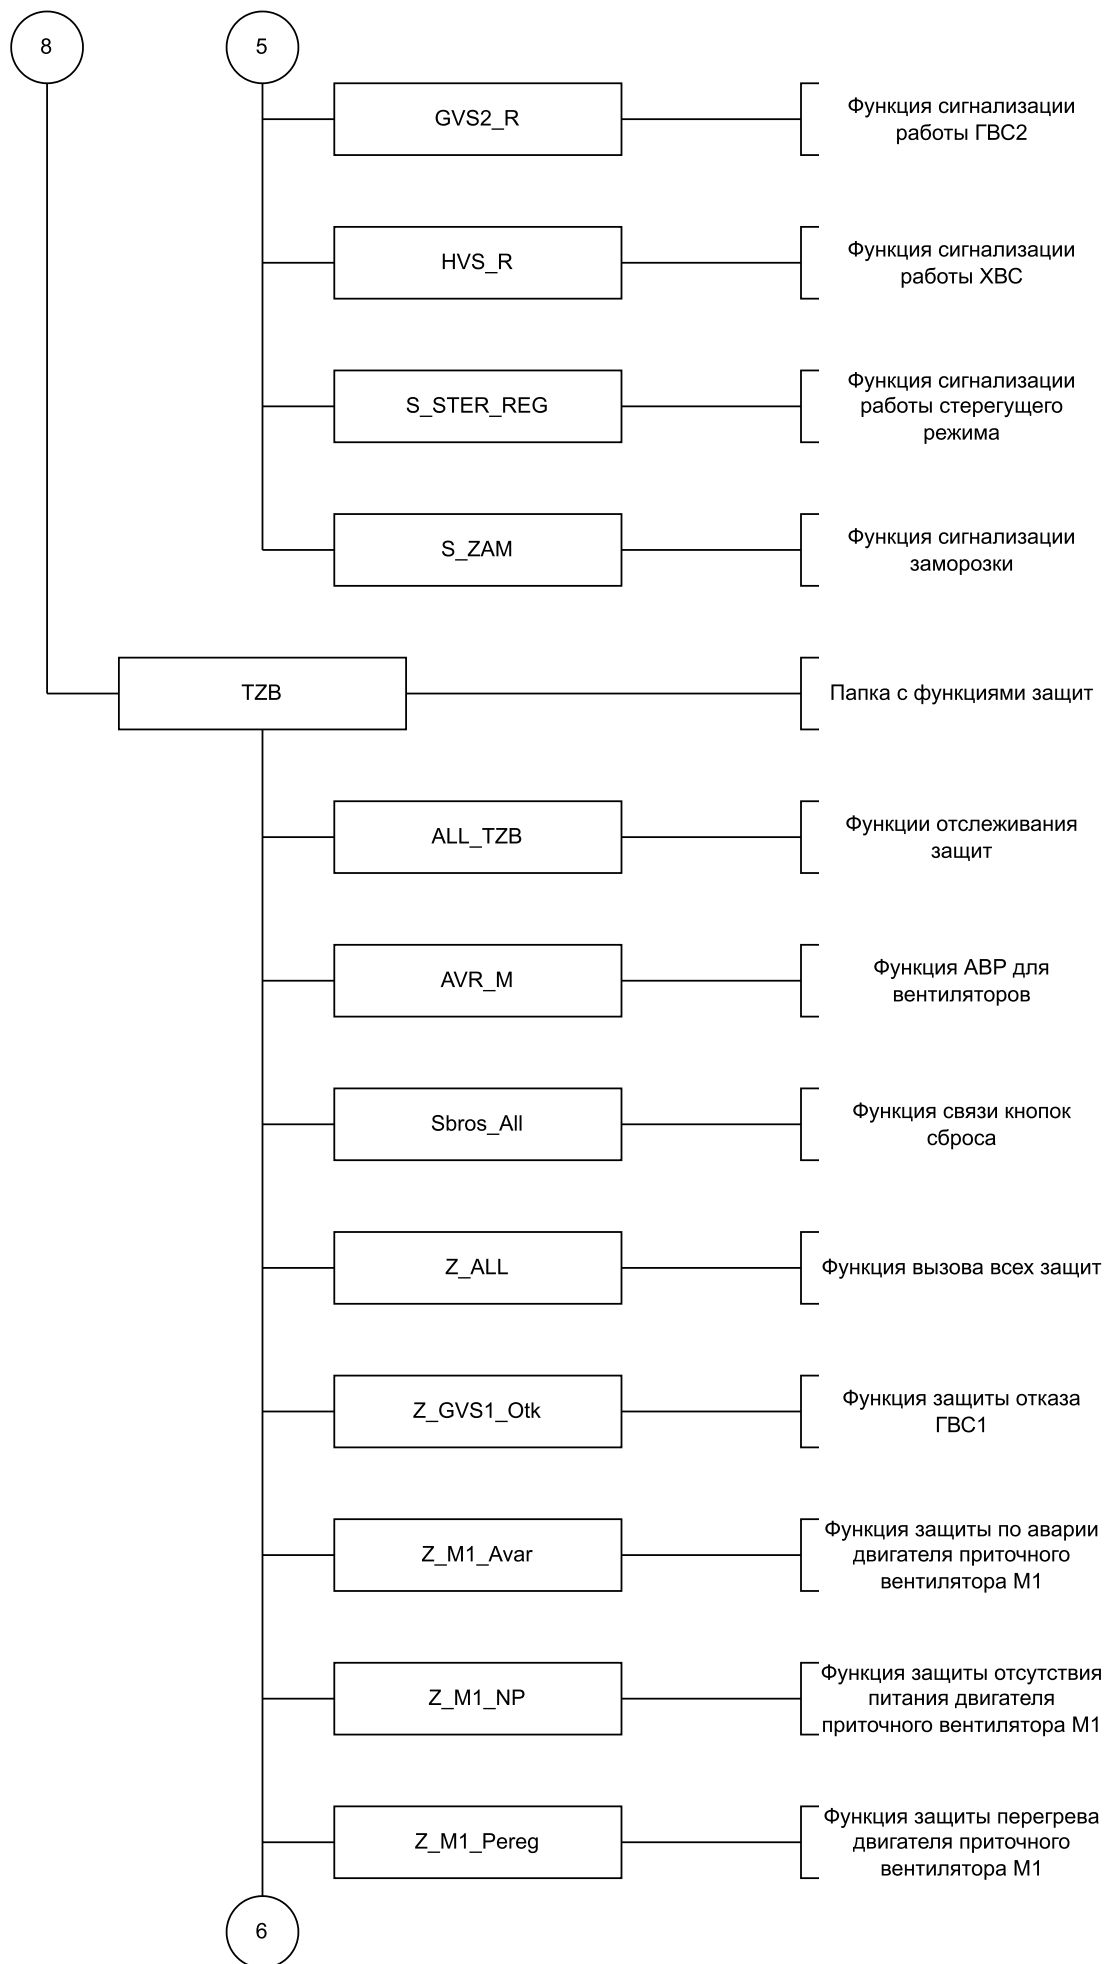 8
5
GVS2_R
Функция сигнализации
работы ГВС2
HVS_R
Функция сигнализации
работы ХВС
S_STER_REG
Функция сигнализации
работы стерегущего
режима
S_ZAM
Функция сигнализации
заморозки
TZB
Папка с функциями защит
ALL_TZB
Функции отслеживания
защит
AVR_M
Функция АВР для
вентиляторов
Sbros_All
Функция связи кнопок
сброса
Z_ALL
Функция вызова всех защит
Z_GVS1_Otk
Функция защиты отказа
ГВС1
Z_M1_Avar
Функция защиты по аварии
двигателя приточного
вентилятора М1
Z_M1_NP
Функция защиты отсутствия
питания двигателя
приточного вентилятора М1
Z_M1_Pereg
Функция защиты перегрева
двигателя приточного
вентилятора М1
6